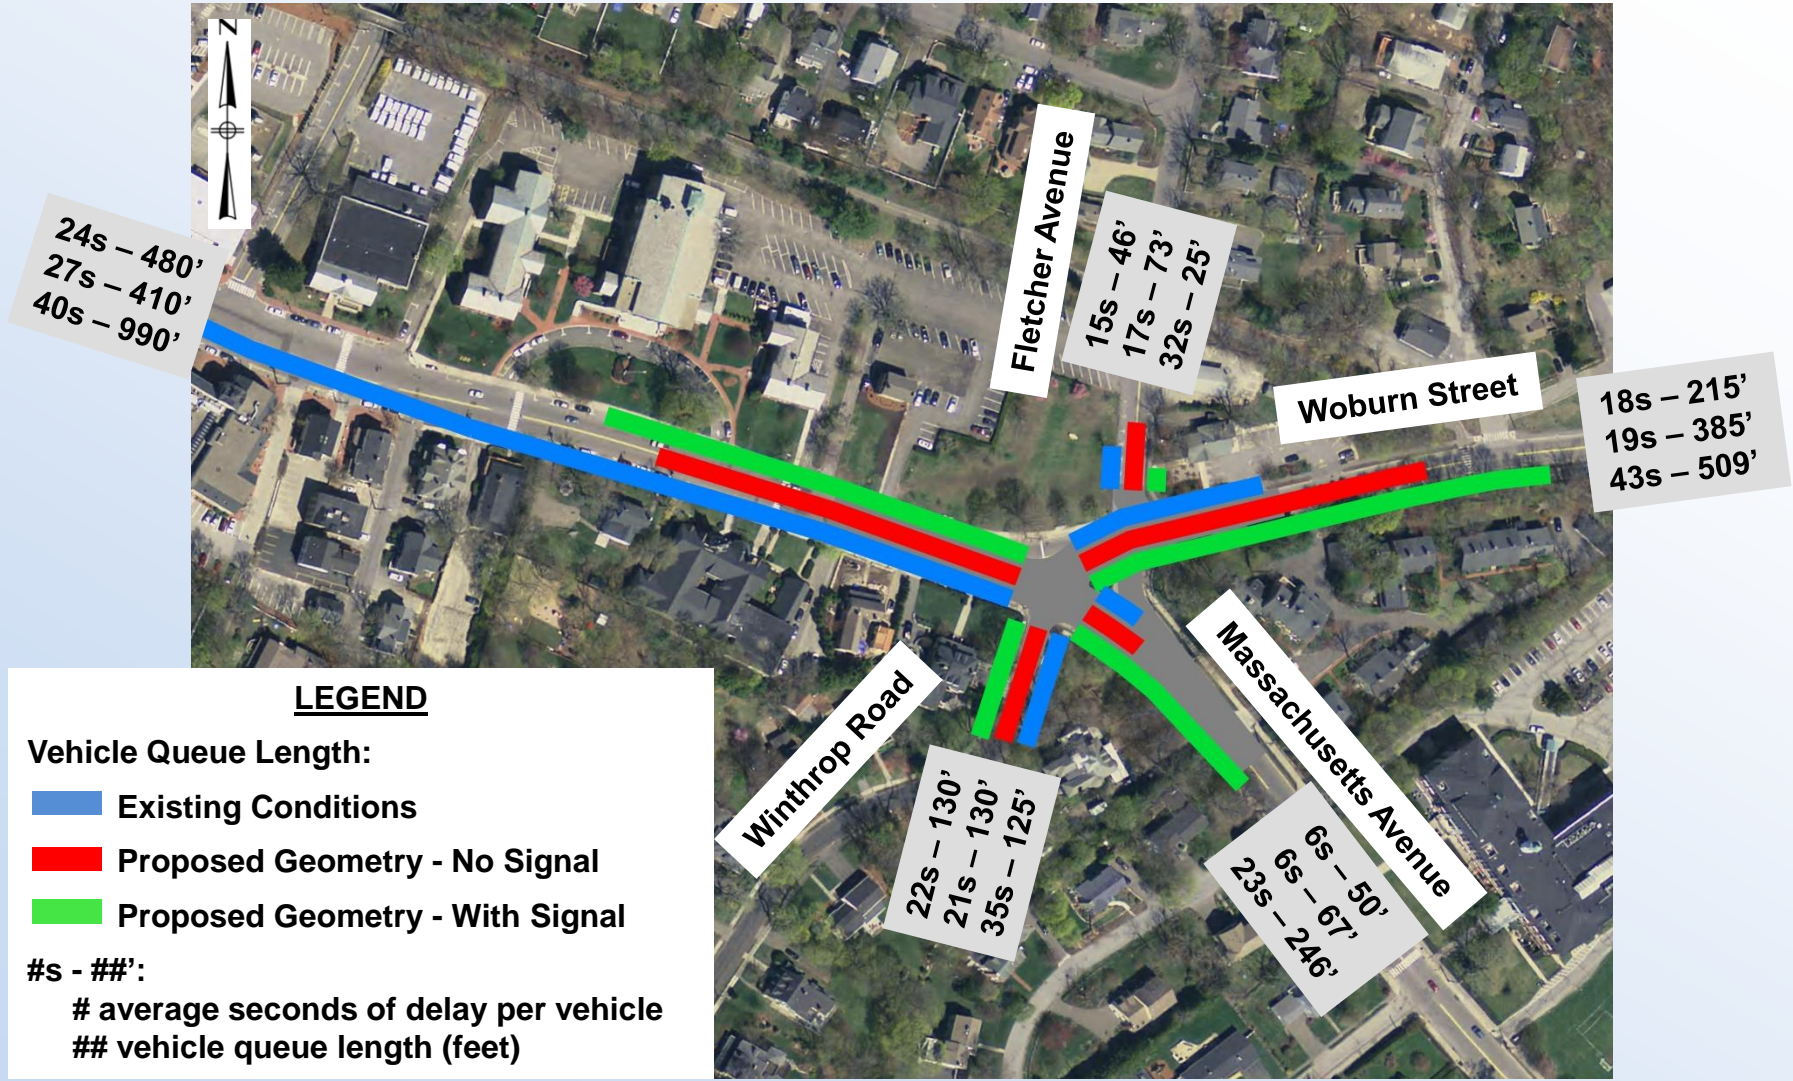 N
24s – 480’
27s – 410’
40s – 990’
Fletcher Avenue
15s – 46’
17s – 73’
32s – 25’
Woburn Street
18s – 215’
19s – 385’
43s – 509’
Massachusetts Avenue
6s – 50’
6s – 67’
23s – 246’
Winthrop Road
22s – 130’
21s – 130’
35s – 125’
LEGEND
Vehicle Queue Length:
Existing Conditions
Proposed Geometry - No Signal
Proposed Geometry - With Signal
#s - ##’:
# average seconds of delay per vehicle
## vehicle queue length (feet)